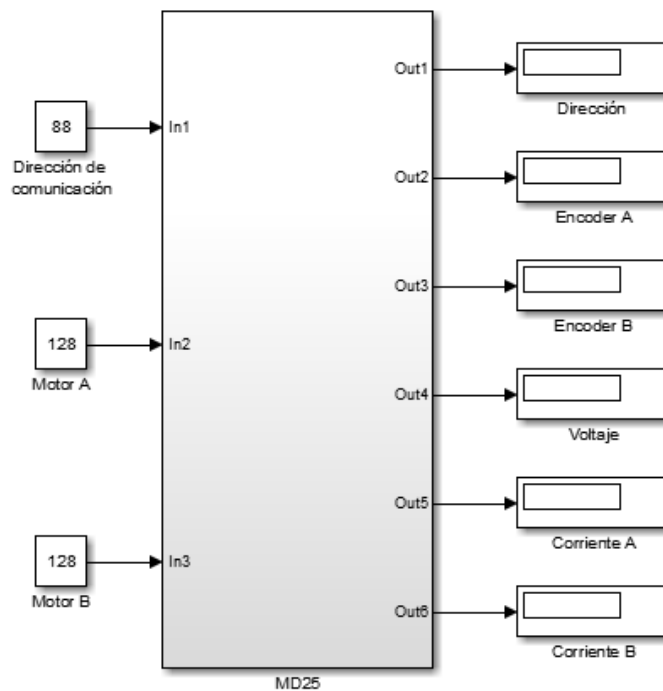 Out1
Dirección
88
In1
Dirección de
comunicación
Out2
Encoder A
Out3
Encoder B
128
In2
Motor A
Out4
Voltaje
Out5
Corriente A
128
In3
Motor B
Out6
Corriente B
MD25